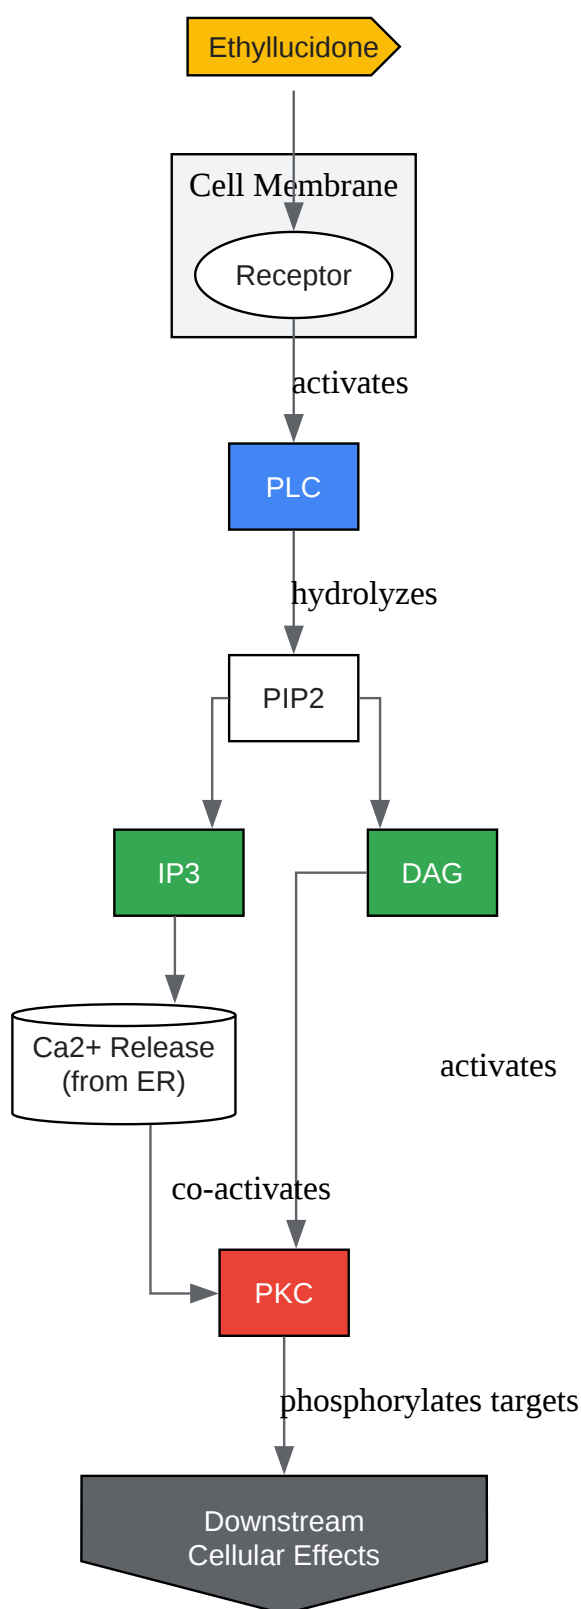 Ethyllucidone
Cell Membrane
Receptor
activates
PLC
hydrolyzes
PIP2
IP3
DAG
Ca2+ Release
(from ER)
activates
co-activates
PKC
phosphorylates targets
Downstream
Cellular Effects